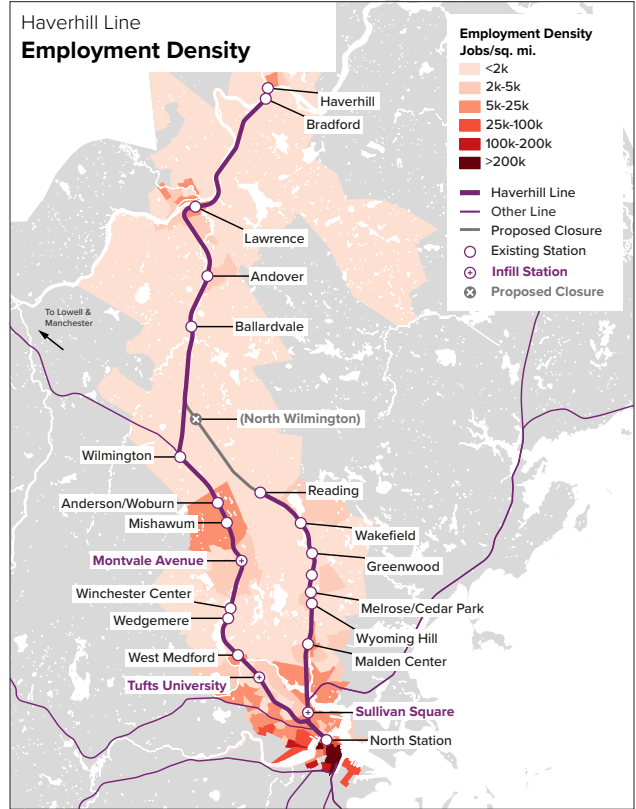 Haverhill Line
Employment Density
Employment Density
Jobs/sq. mi.
<2k
2k-5k
5k-25k
25k-100k
100k-200k
>200k
Haverhill Line
Other Line
Proposed Closure
Existing Station
Infill Station
Proposed Closure
Haverhill
Bradford
Lawrence
Andover
Ballardvale
To Lowell &
Manchester
(North Wilmington)
Wilmington
Reading
Anderson/Woburn
Mishawum
Wakefield
Montvale Avenue
Greenwood
Winchester Center
Melrose/Cedar Park
Wedgemere
Wyoming Hill
West Medford
Malden Center
Tufts University
Sullivan Square
North Station